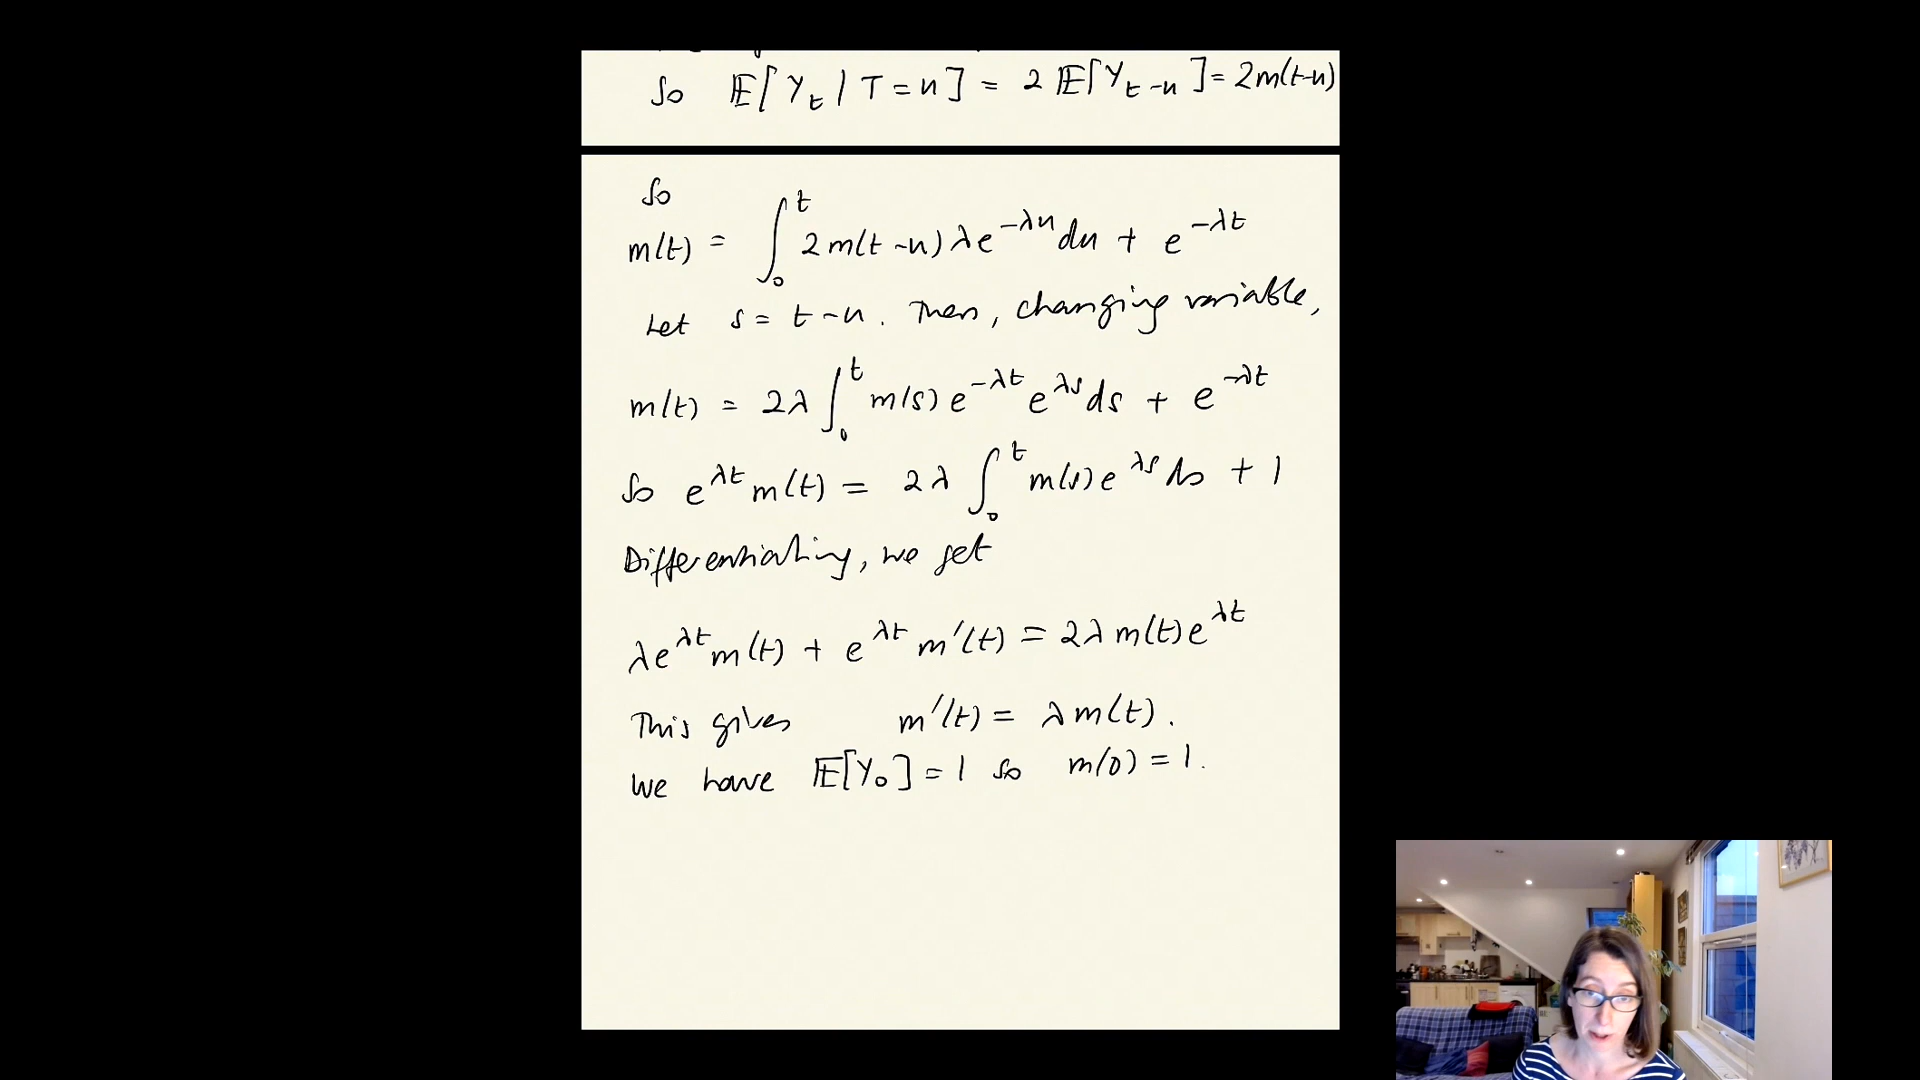 So 𝔼[Y_t | T = u] = 2 𝔼[Y_{t-u}] = 2m(t-u)
So
m(t) = ∫_0^t 2m(t-u) λe^{-λu} du + e^{-λt}
Let s = t-u. Then, changing variable,
m(t) = 2λ ∫_0^t m(s) e^{-λt} e^{λs} ds + e^{-λt}
So e^{λt} m(t) = 2λ ∫_0^t m(s) e^{λs} ds + 1
Differentiating, we get
λe^{λt} m(t) + e^{λt} m'(t) = 2λ m(t) e^{λt}
This gives m'(t) = λ m(t).
We have 𝔼[Y_0] = 1 so m(0) = 1.